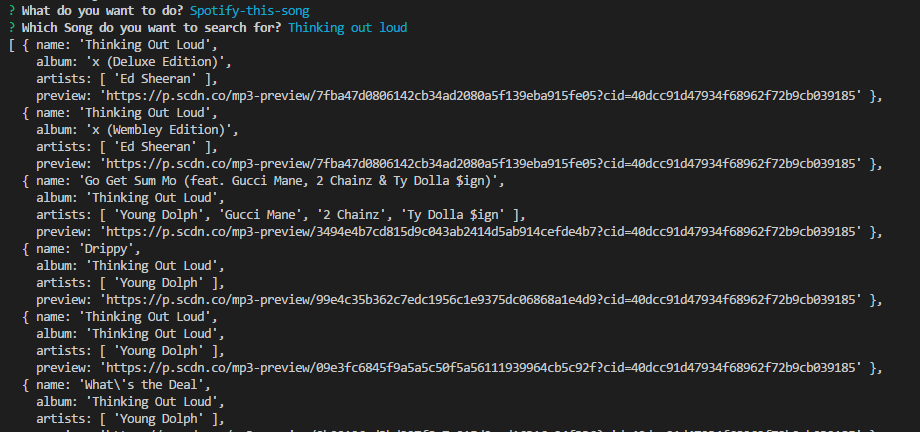 ? What do you want to do? Spotify-this-song
? Which Song do you want to search for? Thinking out loud
[ { name: 'Thinking Out Loud',
album: 'x (Deluxe Edition)',
artists: [ 'Ed Sheeran' ],
preview: 'https://p.scdn.co/mp3-preview/7fba47d0806142cb34ad2080a5f139eba915fe05?cid=40dcc91d47934f68962f72b9cb039185' },
{ name: 'Thinking Out Loud',
album: 'x (Wembley Edition)',
artists: [ 'Ed Sheeran' ],
preview: 'https://p.scdn.co/mp3-preview/7fba47d0806142cb34ad2080a5f139eba915fe05?cid=40dcc91d47934f68962f72b9cb039185' },
{ name: 'Go Get Sum Mo (feat. Gucci Mane, 2 Chainz & Ty Dolla $ign)',
album: 'Thinking Out Loud',
artists: [ 'Young Dolph', 'Gucci Mane', '2 Chainz', 'Ty Dolla $ign' ],
preview: 'https://p.scdn.co/mp3-preview/3494e4b7cd815d9c043ab2414d5ab914cefde4b7?cid=40dcc91d47934f68962f72b9cb039185' },
{ name: 'Drippy',
album: 'Thinking Out Loud',
artists: [ 'Young Dolph' ],
preview: 'https://p.scdn.co/mp3-preview/99e4c35b362c7edc1956c1e9375dc06868a1e4d9?cid=40dcc91d47934f68962f72b9cb039185' },
{ name: 'Thinking Out Loud',
album: 'Thinking Out Loud',
artists: [ 'Young Dolph' ],
preview: 'https://p.scdn.co/mp3-preview/09e3fc6845f9a5a5c50f5a56111939964cb5c92f?cid=40dcc91d47934f68962f72b9cb039185' },
{ name: 'What\'s the Deal',
album: 'Thinking Out Loud',
artists: [ 'Young Dolph' ],